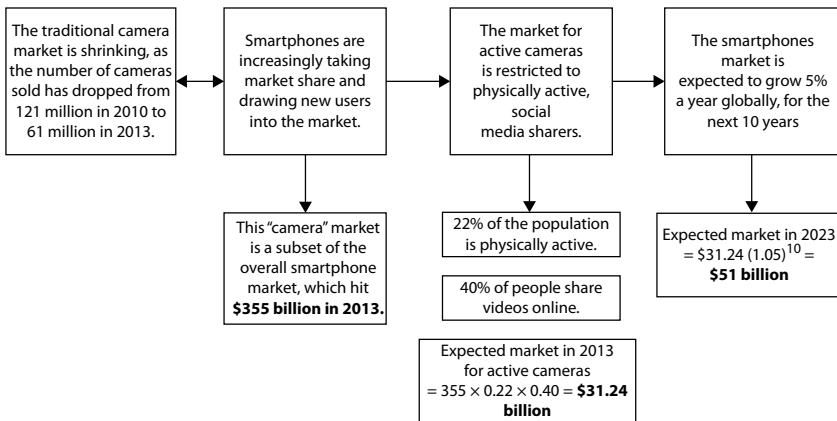 The traditional camera
market is shrinking, as
the number of cameras
sold has dropped from
121 million in 2010 to
61 million in 2013.
Smartphones are
increasingly taking
market share and
drawing new users
into the market.
The market for
active cameras
is restricted to
physically active,
social
media sharers.
The smartphones
market is
expected to grow 5%
a year globally, for the
next 10 years
This “camera” market
is a subset of the
overall smartphone
market, which hit
$355 billion in 2013.
22% of the population
is physically active.
40% of people share
videos online.
Expected market in 2013
for active cameras
= 355 × 0.22 × 0.40 = $31.24
billion
Expected market in 2023
= $31.24 (1.05)^10 =
$51 billion